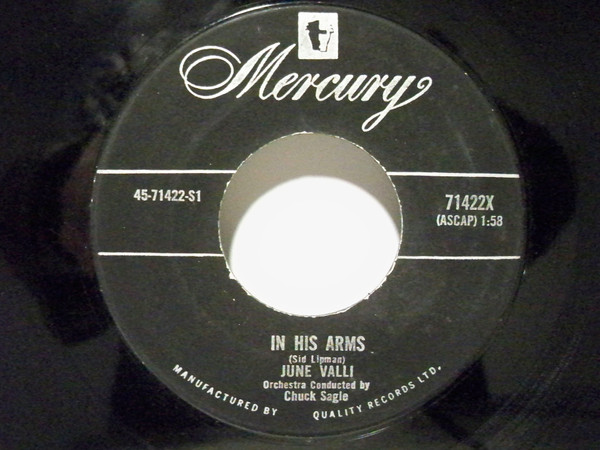 Mercury
45-71422-S1
71422X
(ASCAP) 1:58
IN HIS ARMS
(Sid Lipman)
JUNE VALLI
Orchestra Conducted by
Chuck Sagle
MANUFACTURED BY QUALITY RECORDS LTD.